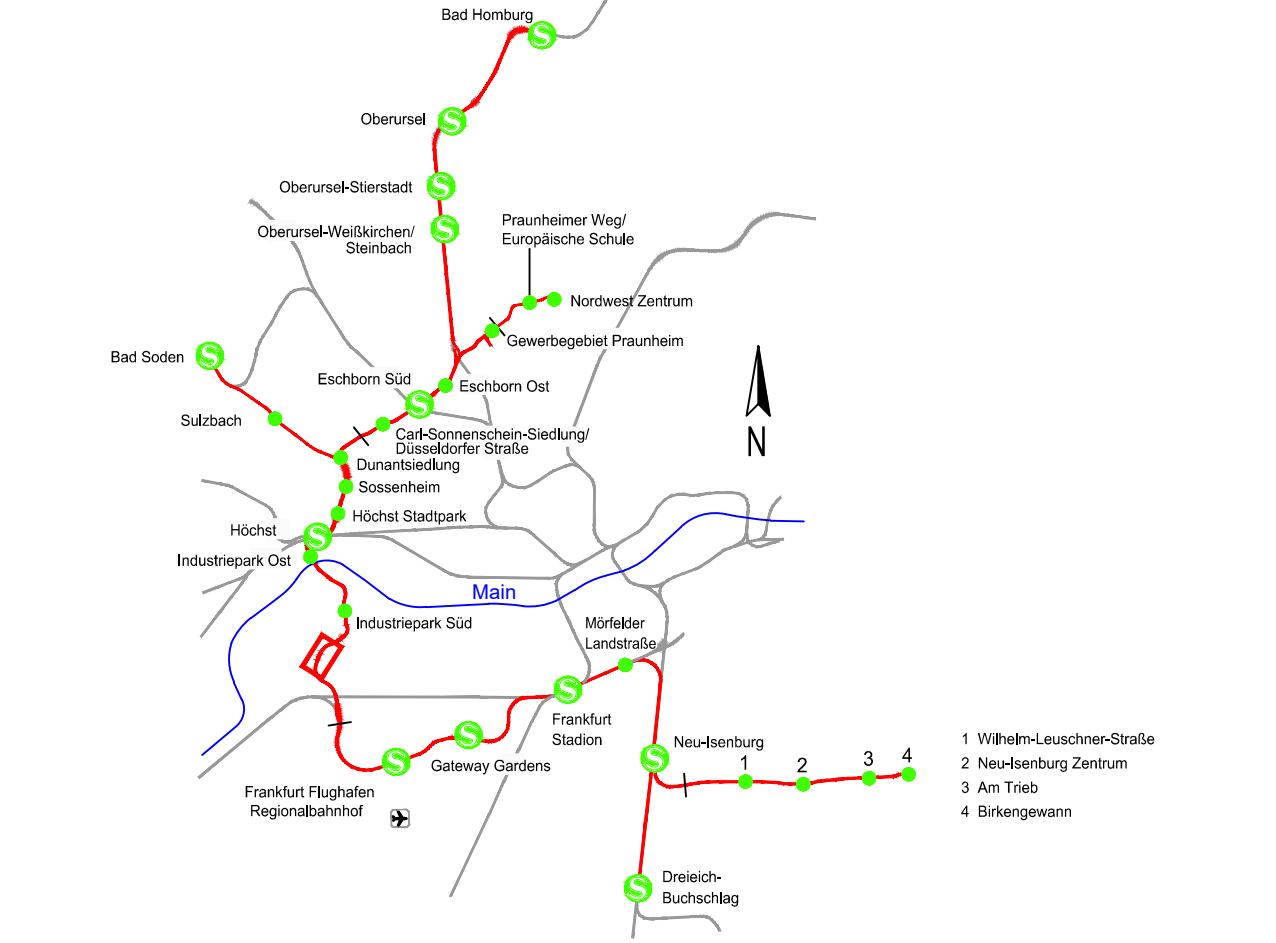 Bad Homburg
Oberursel
Oberursel-Stierstadt
Oberursel-Weißkirchen/
Steinbach
Praunheimer Weg/
Europäische Schule
Nordwest Zentrum
Gewerbegebiet Praunheim
Bad Soden
Eschborn Süd
Eschborn Ost
Sulzbach
Carl-Sonnenschein-Siedlung/
Düsseldorfer Straße
Dunantsiedlung
Sossenheim
Höchst Stadtpark
Höchst
Industriepark Ost
N
Main
Industriepark Süd
Mörfelder
Landstraße
Frankfurt
Stadion
Gateway Gardens
Frankfurt Flughafen
Regionalbahnhof
Neu-Isenburg
1
2
3
4
1 Wilhelm-Leuschner-Straße
2 Neu-Isenburg Zentrum
3 Am Trieb
4 Birkengewann
Dreieich-
Buchschlag
S
S
S
S
S
S
S
S
S
S
S
S